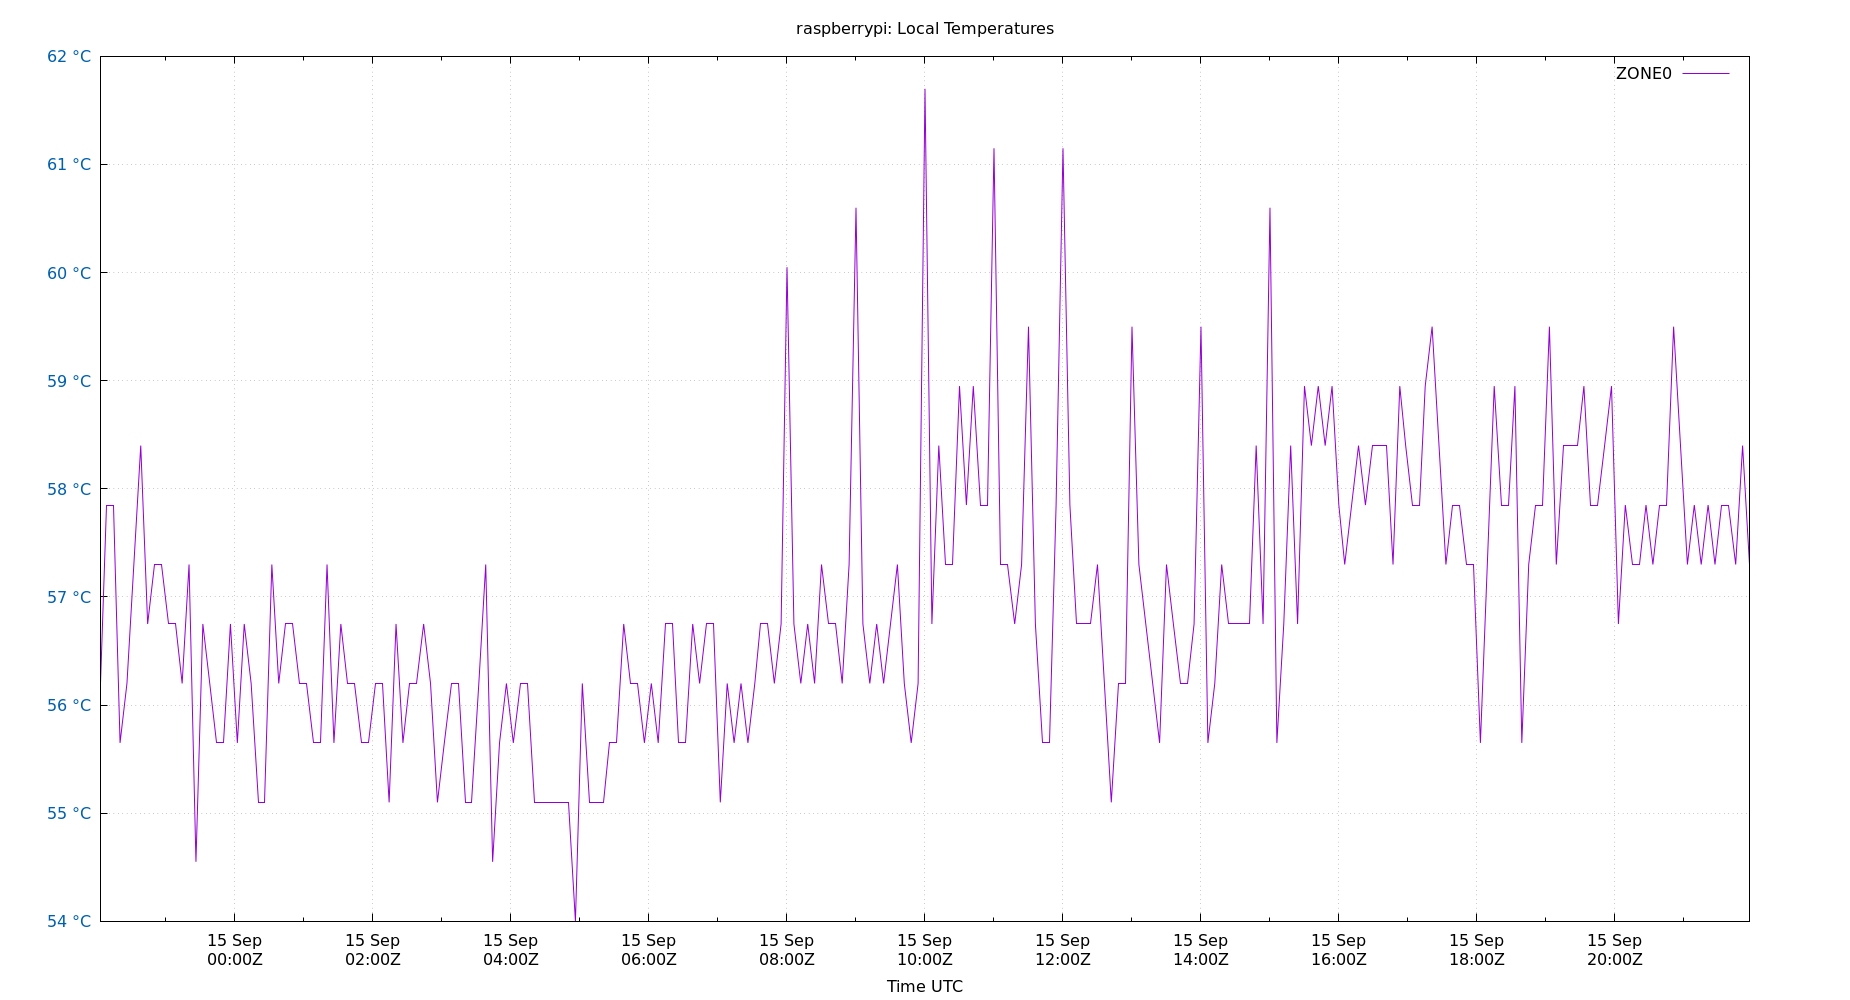 raspberrypi: Local Temperatures
62 °C
ZONE0
61 °C
60 °C
59 °C
58 °C
57 °C
56 °C
55 °C
54 °C
15 Sep 15 Sep 15 Sep 15 Sep 15 Sep 15 Sep 15 Sep 15 Sep 15 Sep 15 Sep 15 Sep
00:00Z 02:00Z 04:00Z 06:00Z 08:00Z 10:00Z 12:00Z 14:00Z 16:00Z 18:00Z 20:00Z
Time UTC